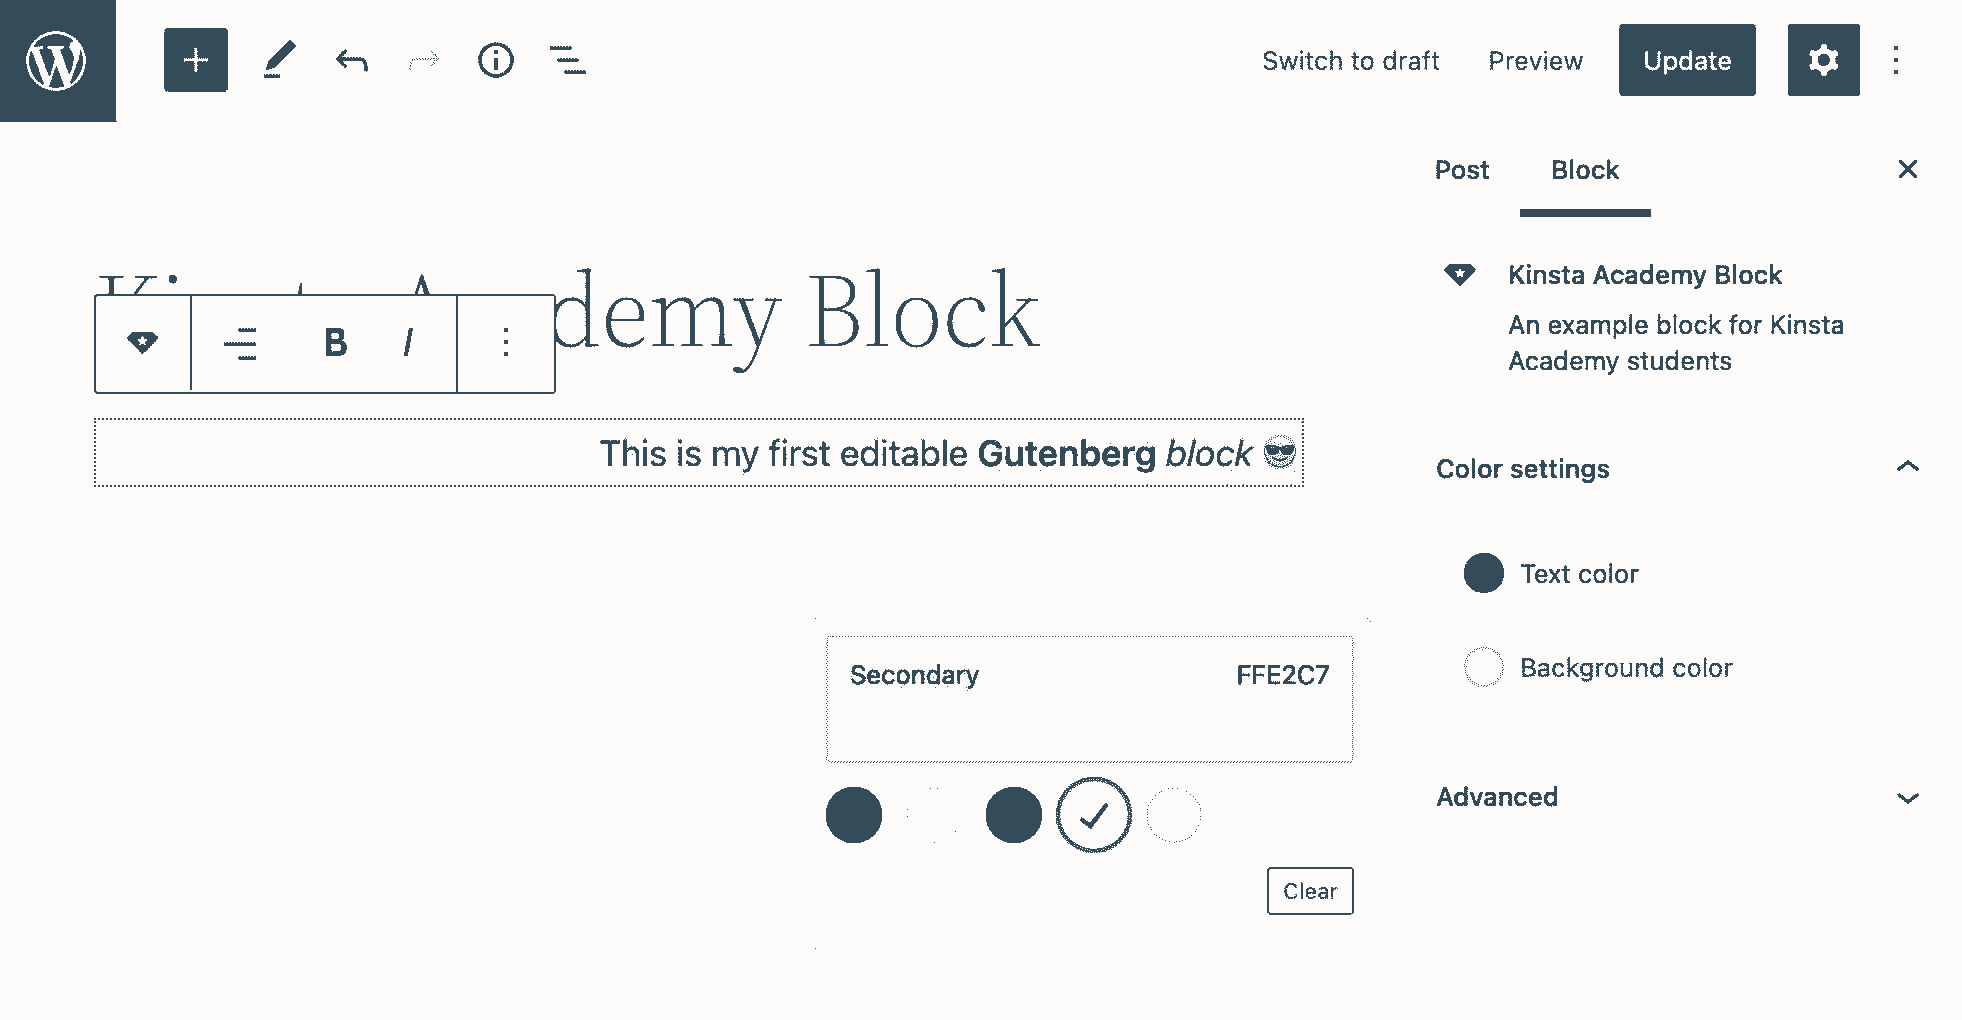 Switch to draft Preview Update
Post Block
Kinsta Academy Block
An example block for Kinsta
Academy students
demy Block
B I
This is my first editable Gutenberg block 😎
Color settings
Text color
Background color
Secondary FFE2C7
Advanced
Clear